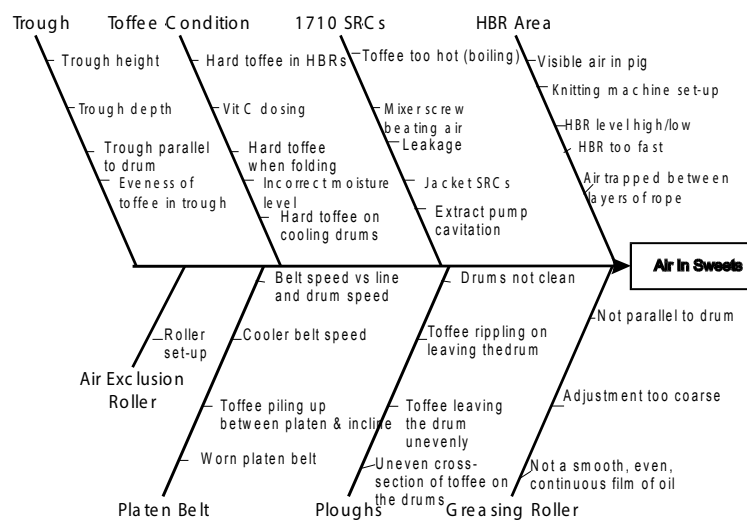 Trough
Toffee Condition
1710 SRCs
HBR Area
Trough height
Trough depth
Trough parallel
to drum
Eveness of
toffee in trough
Hard toffee in HBRs
Vit C dosing
Hard toffee
when folding
Incorrect moisture
level
Hard toffee on
cooling drums
Toffee too hot (boiling)
Mixer screw
beating air
Leakage
Jacket SRCs
Extract pump
cavitation
Visible air in pig
Knitting machine set-up
HBR level high/low
HBR too fast
Air trapped between
layers of rope
Air In Sweets
Roller
set-up
Air Exclusion
Roller
Belt speed vs line
and drum speed
Cooler belt speed
Toffee piling up
between platen & incline
Worn platen belt
Platen Belt
Drums not clean
Toffee rippling on
leaving thedrum
Toffee leaving
the drum
unevenly
Uneven cross-
section of toffee on
the drums
Ploughs
Not parallel to drum
Adjustment too coarse
Not a smooth, even,
continuous film of oil
Greasing Roller